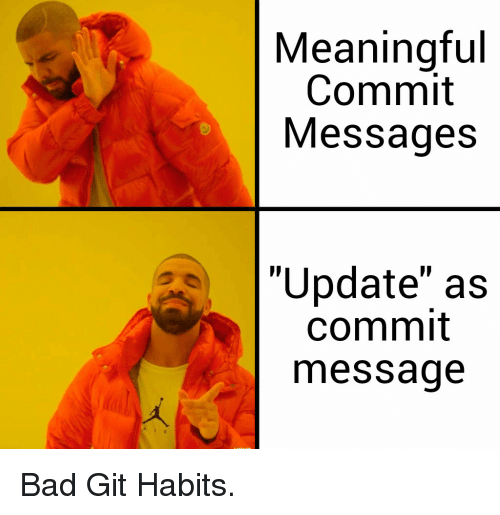 Meaningful
Commit
Messages
"Update" as
commit
message
Bad Git Habits.